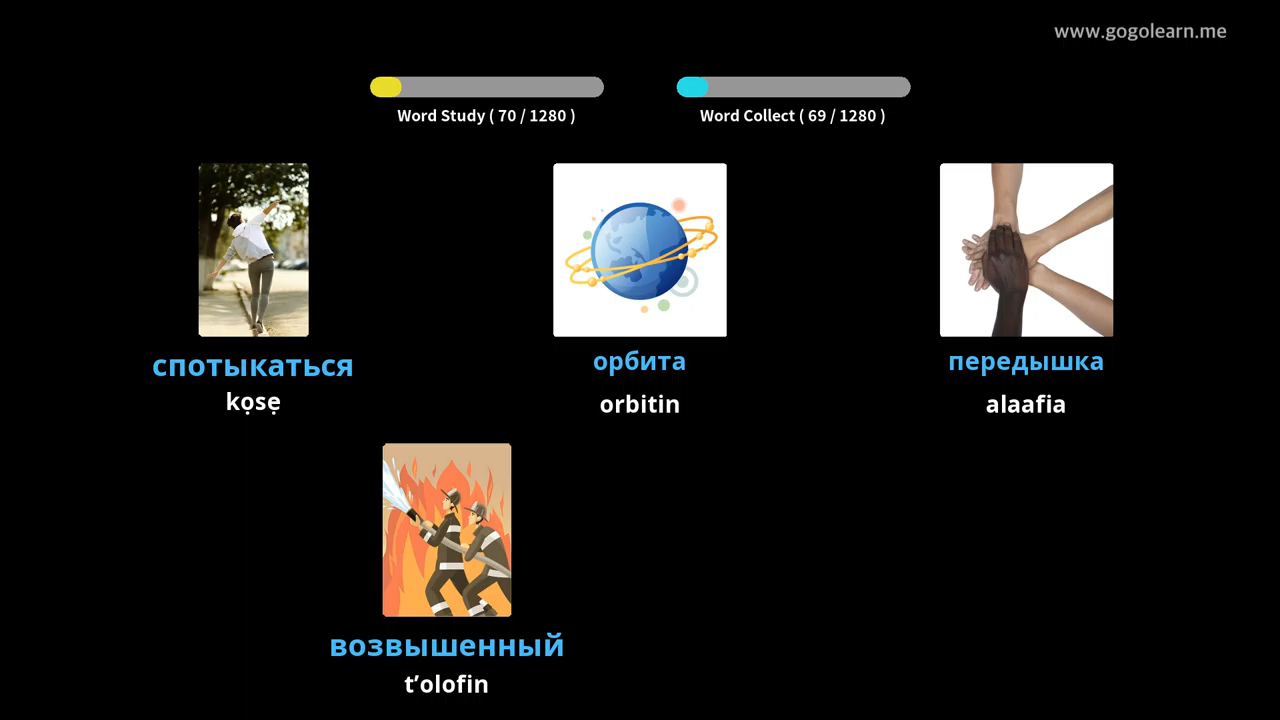 www.gogolearn.me
Word Study ( 70 / 1280 )
Word Collect ( 69 / 1280 )
спотыкаться
kọsẹ
орбита
orbitin
передышка
alaafia
возвышенный
t’olofin